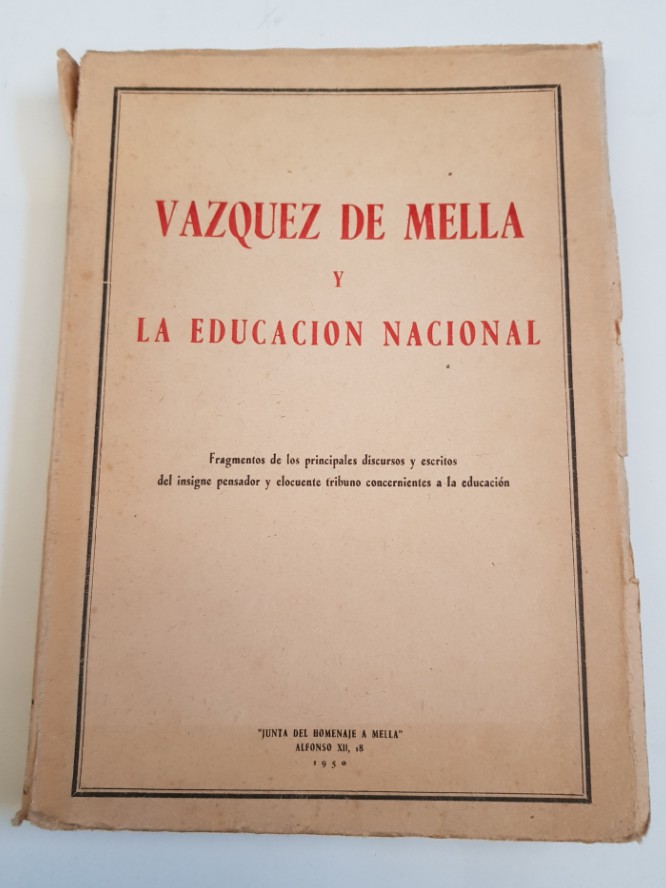 VAZQUEZ DE MELLA
Y
LA EDUCACION NACIONAL
Fragmentos de los principales discursos y escritos
del insigne pensador y elocuente tribuno concernientes a la educación
"JUNTA DEL HOMENAJE A MELLA"
ALFONSO XII, 18
1950